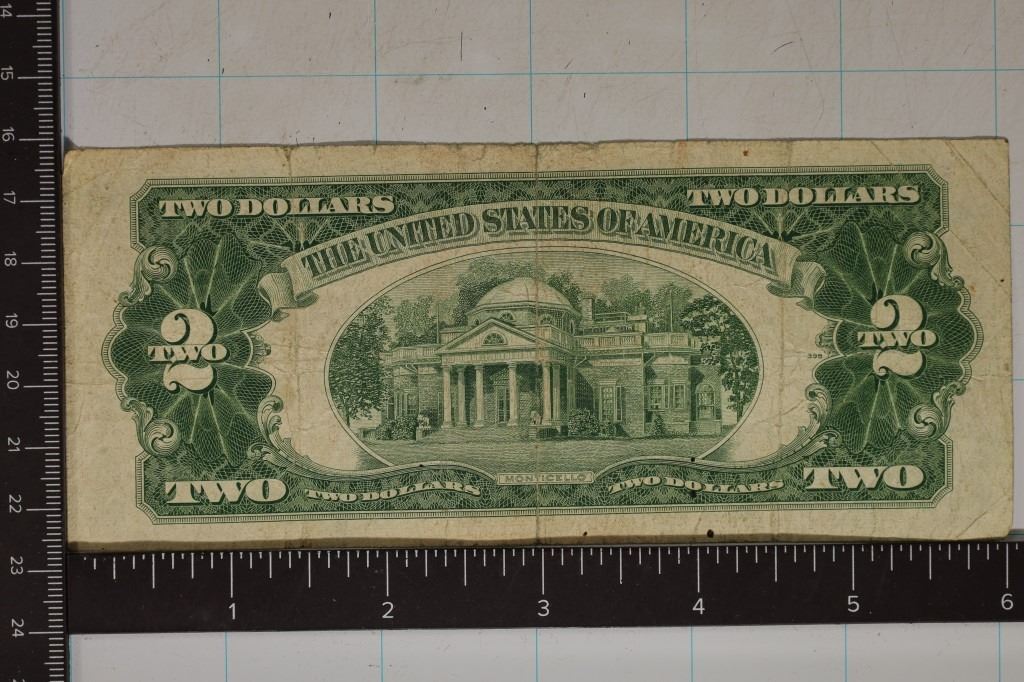 14
15
16
17
18
19
20
21
22
23
24
TWO DOLLARS TWO DOLLARS
THE UNITED STATES OF AMERICA
2 TWO 2 TWO
MONTICELLO
TWO TWO DOLLARS TWO DOLLARS TWO
1 2 3 4 5 6